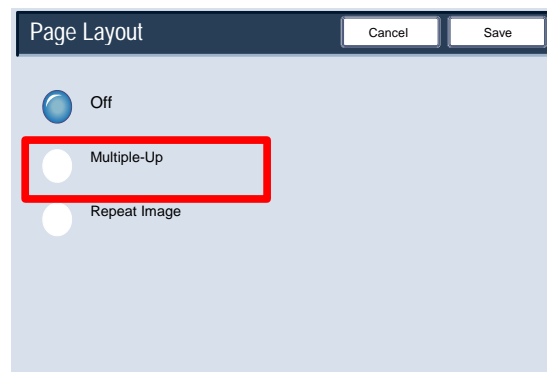 Page Layout
Cancel
Save
Off
Multiple-Up
Repeat Image